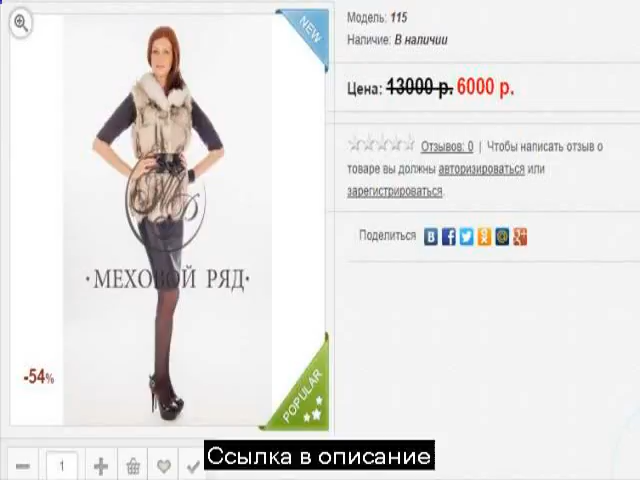 NEW
Модель: 115
Наличие: В наличии
Цена: 13000 р. 6000 р.
Отзывов: 0 | Чтобы написать отзыв о
товаре вы должны авторизироваться или
зарегистрироваться.
Поделиться
·МЕХОВОЙ РЯД·
-54%
POPULAR
1
Ссылка в описание